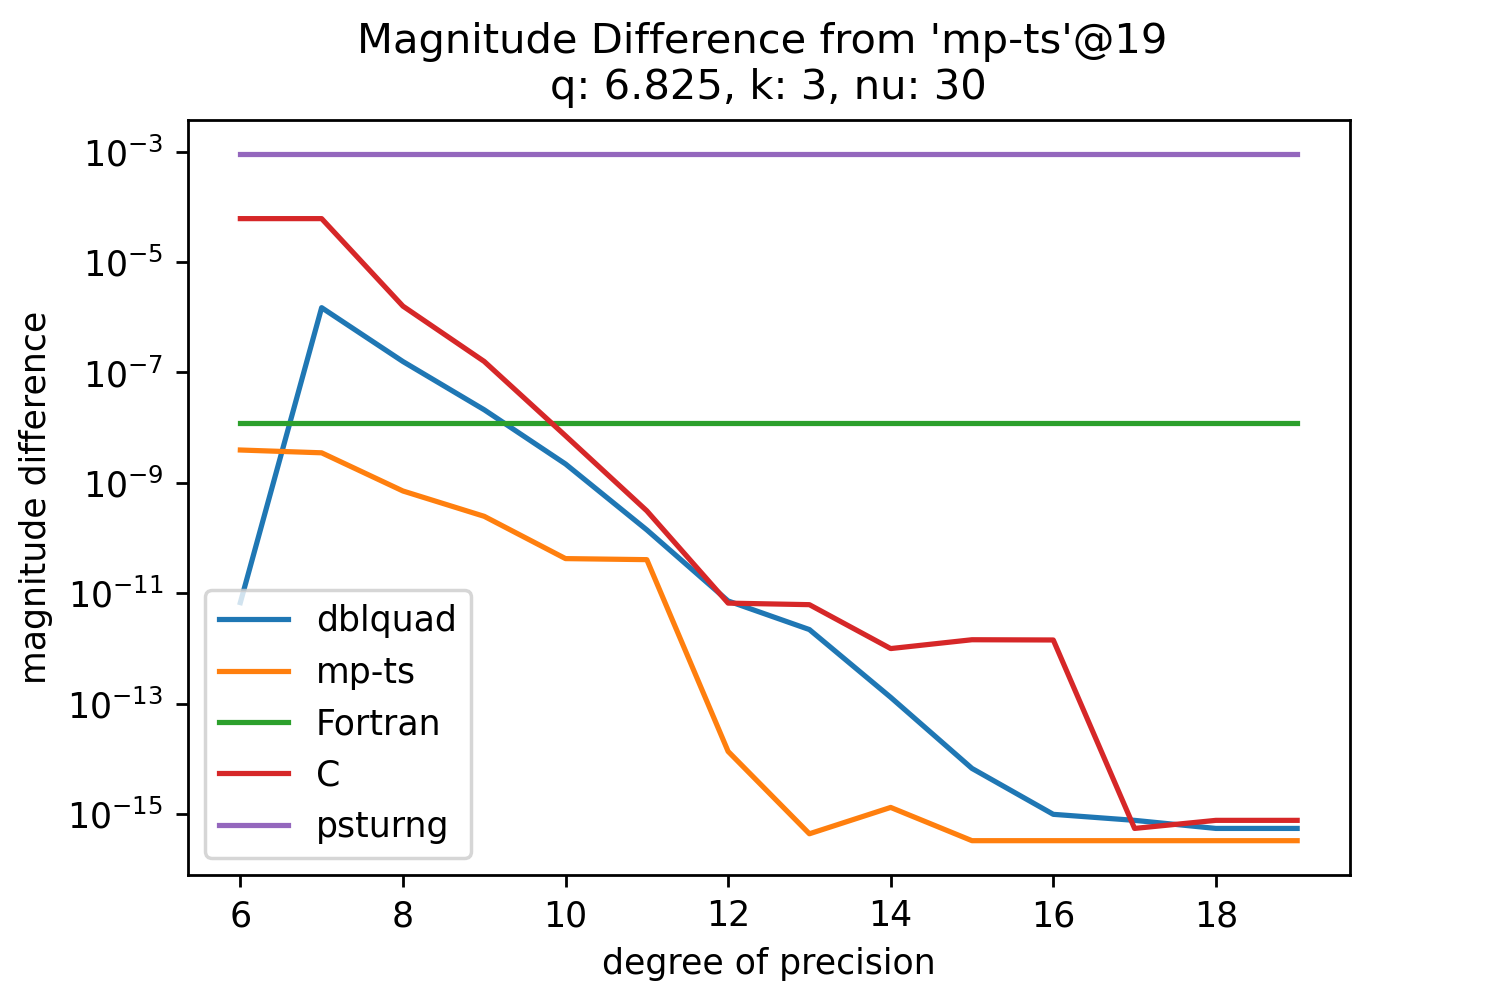 Magnitude Difference from 'mp-ts'@19
q: 6.825, k: 3, nu: 30
magnitude difference
10⁻³
10⁻⁵
10⁻⁷
10⁻⁹
10⁻¹¹
10⁻¹³
10⁻¹⁵
dblquad
mp-ts
Fortran
C
psturng
6 8 10 12 14 16 18
degree of precision